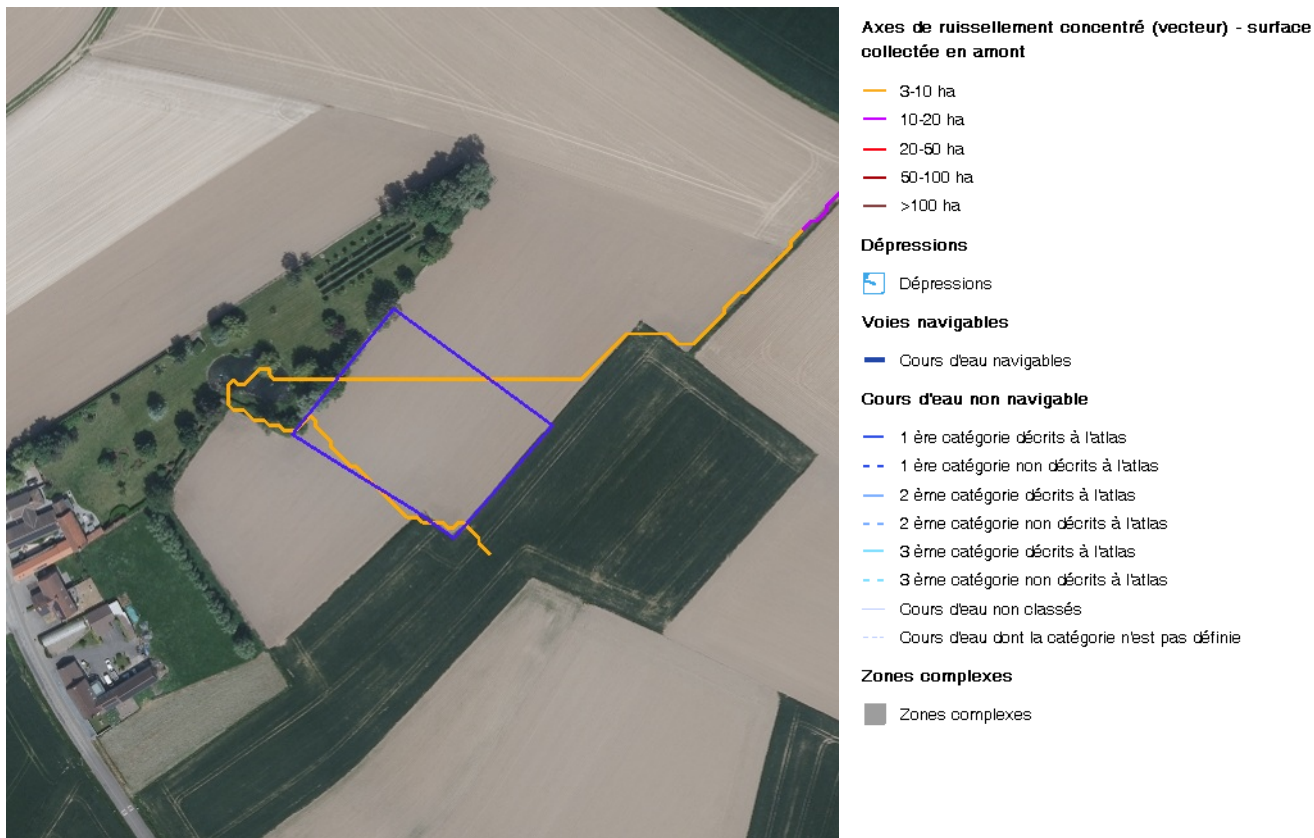 Axes de ruissellement concentré (vecteur) - surface
collectée en amont
3-10 ha
10-20 ha
20-50 ha
50-100 ha
>100 ha
Dépressions
Dépressions
Voies navigables
Cours d'eau navigables
Cours d'eau non navigable
1 ère catégorie décrits à l'atlas
1 ère catégorie non décrits à l'atlas
2 ème catégorie décrits à l'atlas
2 ème catégorie non décrits à l'atlas
3 ème catégorie décrits à l'atlas
3 ème catégorie non décrits à l'atlas
Cours d'eau non classés
Cours d'eau dont la catégorie n'est pas définie
Zones complexes
Zones complexes